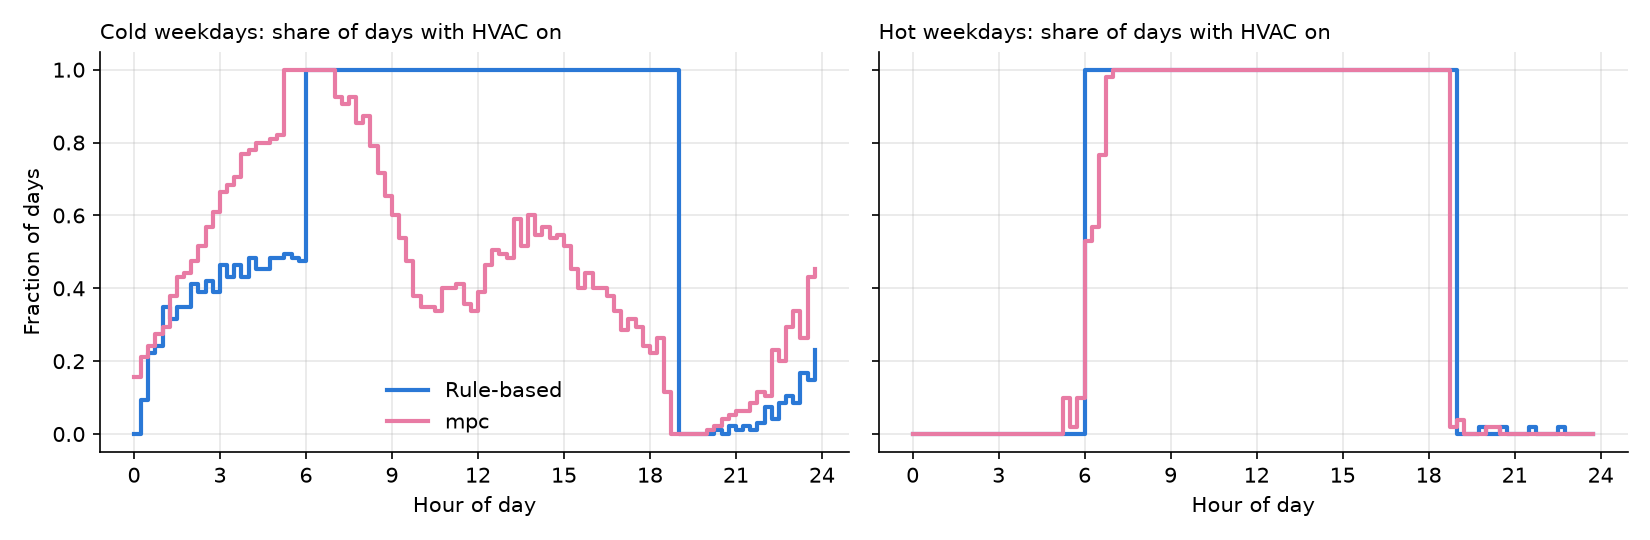 Cold weekdays: share of days with HVAC on
Hot weekdays: share of days with HVAC on
Fraction of days
1.0
0.8
0.6
0.4
0.2
0.0
Rule-based
mpc
0 3 6 9 12 15 18 21 24
0 3 6 9 12 15 18 21 24
Hour of day
Hour of day